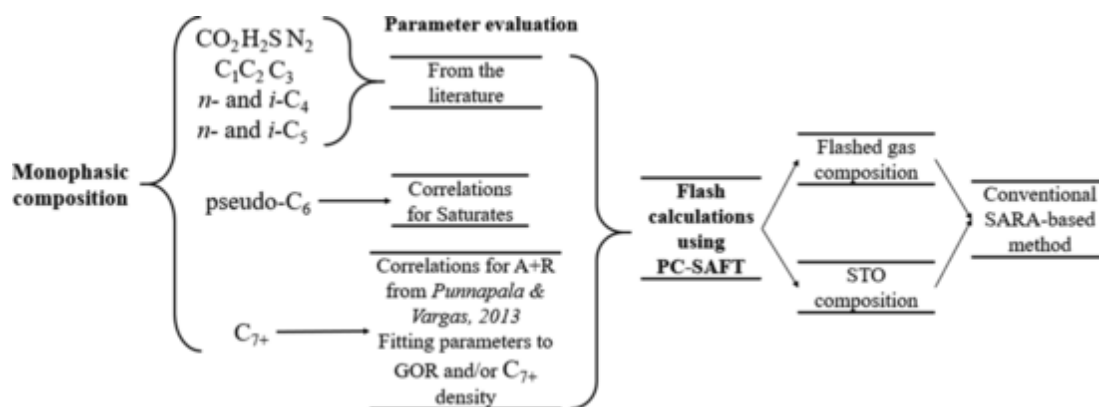 Parameter evaluation
CO₂H₂S N₂
C₁C₂ C₃
n- and i-C₄
n- and i-C₅
From the
literature
Monophasic
composition
pseudo-C₆
Correlations
for Saturates
C₇₊
Correlations for A+R
from Punnapala &
Vargas, 2013
Fitting parameters to
GOR and/or C₇₊
density
Flash
calculations
using
PC-SAFT
Flashed gas
composition
STO
composition
Conventional
SARA-based
method